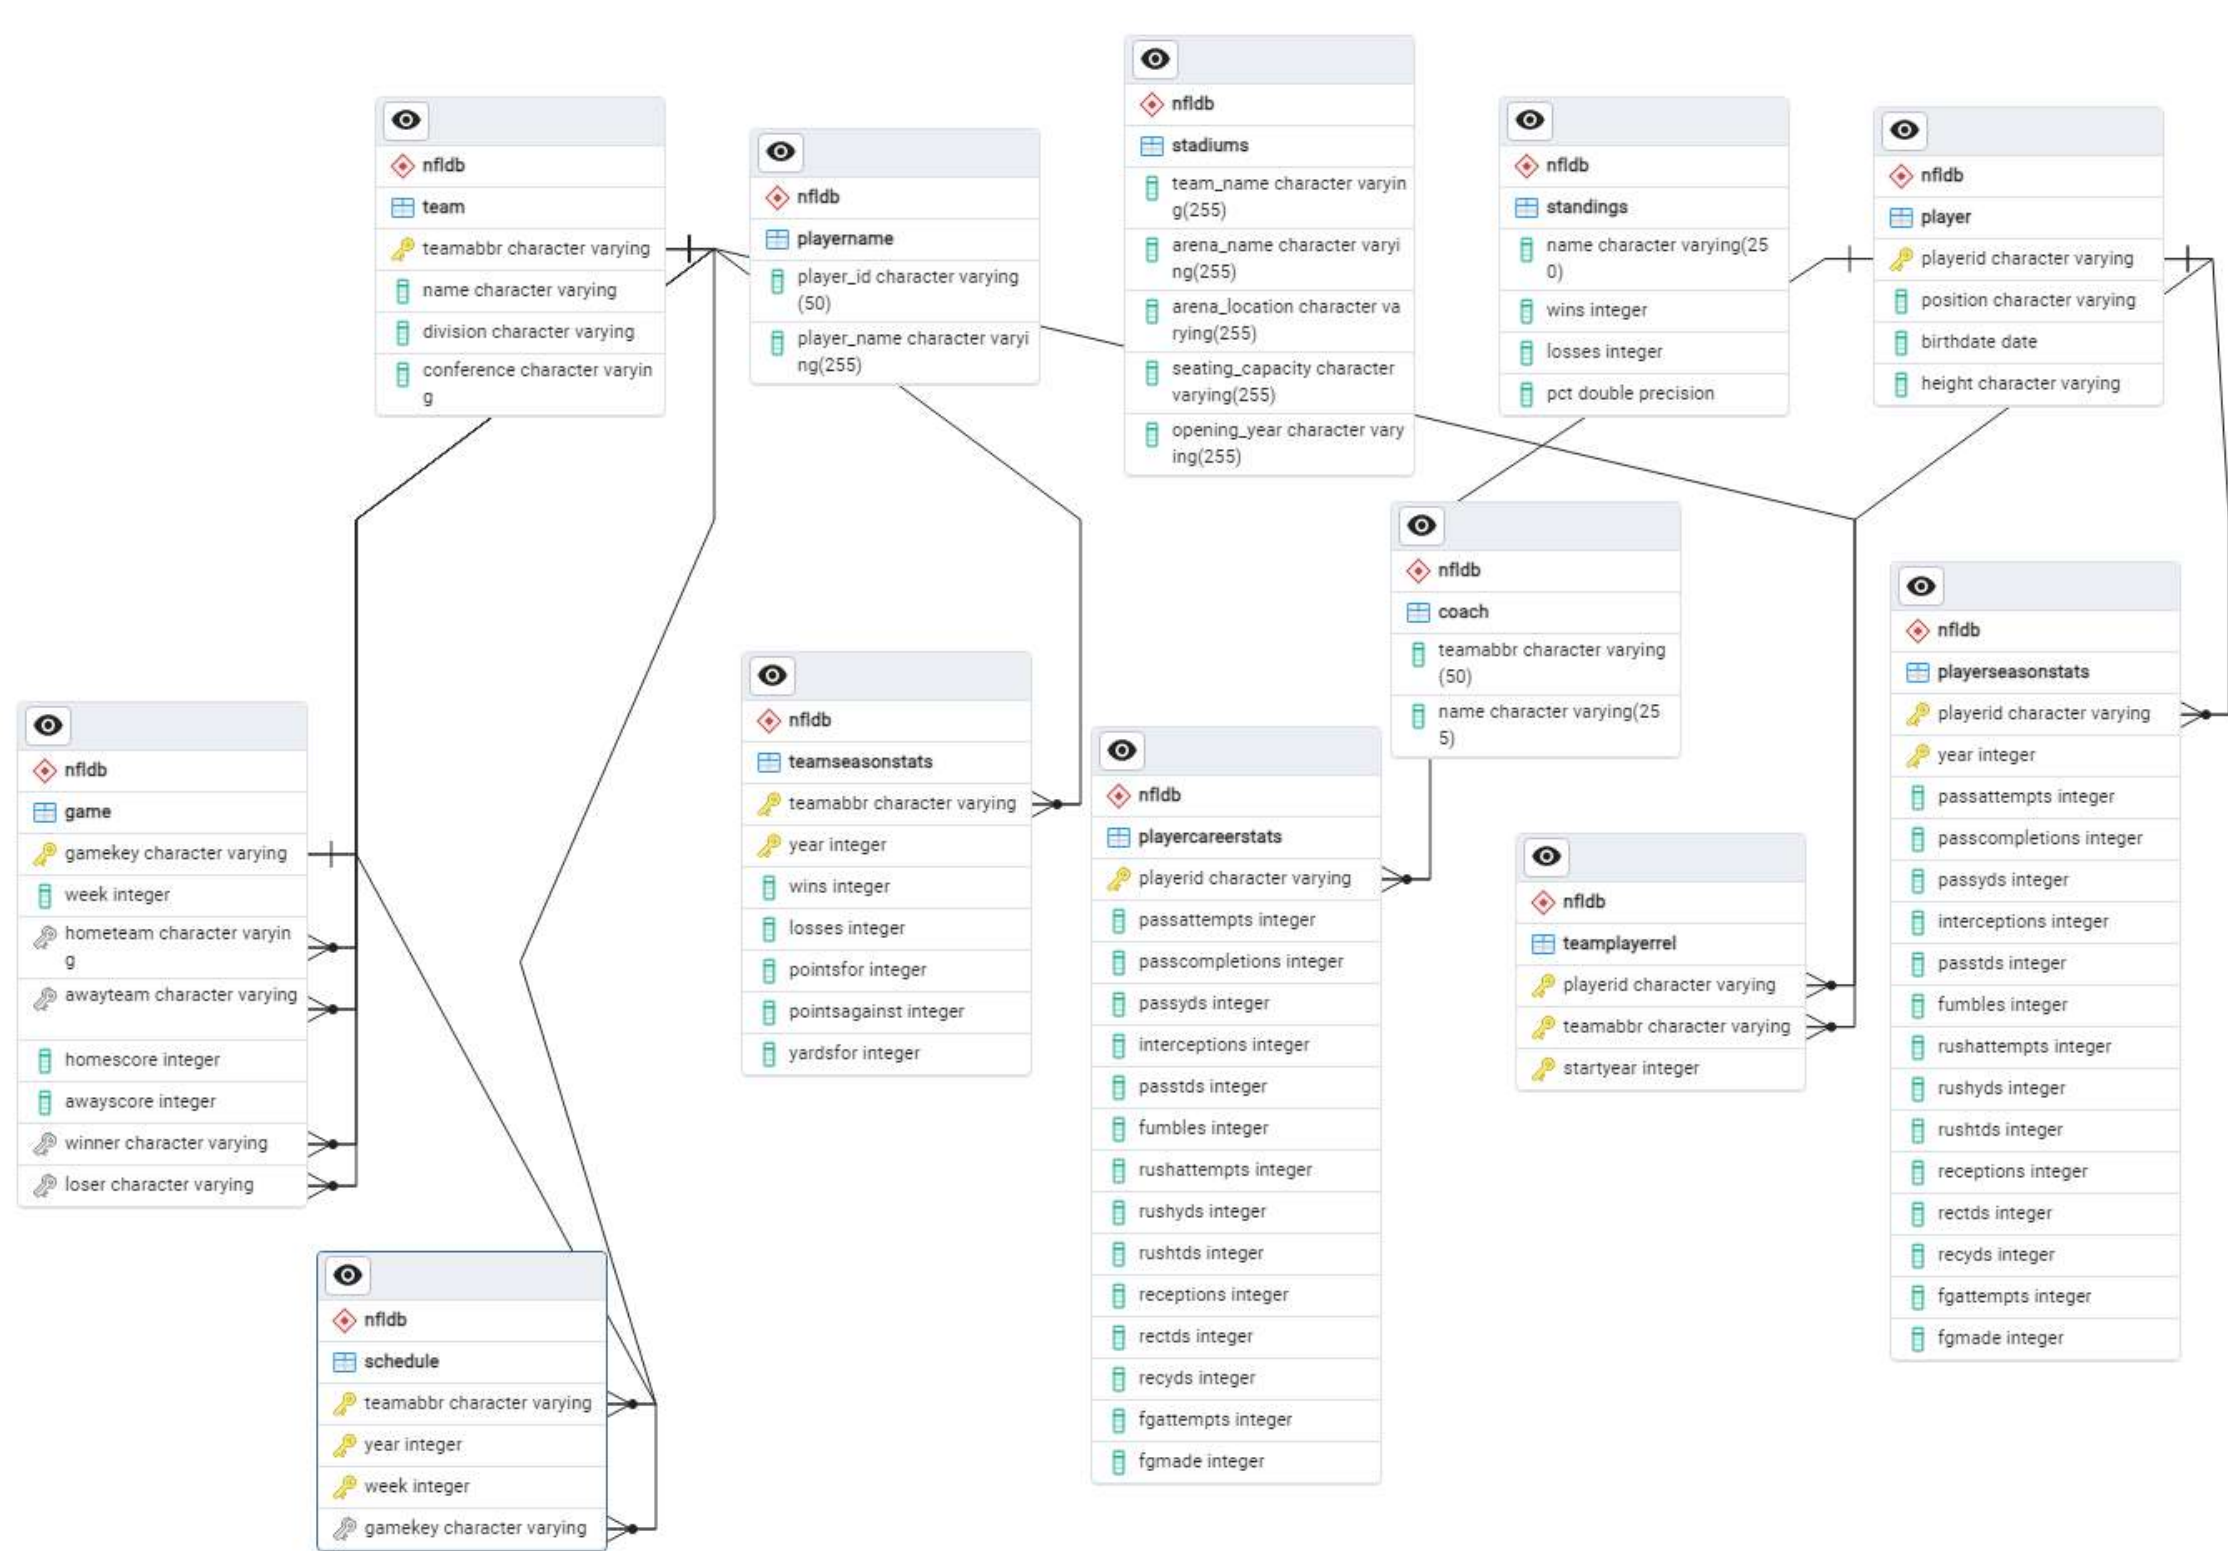 nfldb
team
teamabbr character varying
name character varying
division character varying
conference character varyin
g
nfldb
playername
player_id character varying
(50)
player_name character varyi
ng(255)
nfldb
stadiums
team_name character varyin
g(255)
arena_name character varyi
ng(255)
arena_location character va
rying(255)
seating_capacity character
varying(255)
opening_year character vary
ing(255)
nfldb
standings
name character varying(25
0)
wins integer
losses integer
pct double precision
nfldb
player
playerid character varying
position character varying
birthdate date
height character varying
nfldb
game
gamekey character varying
week integer
hometeam character varyin
g
awayteam character varying
homescore integer
awayscore integer
winner character varying
loser character varying
nfldb
teamseasonstats
teamabbr character varying
year integer
wins integer
losses integer
pointsfor integer
pointsagainst integer
yardsfor integer
nfldb
playercareerstats
playerid character varying
passattempts integer
passcompletions integer
passyds integer
interceptions integer
passtds integer
fumbles integer
rushattempts integer
rushyds integer
rushtds integer
receptions integer
rectds integer
recyds integer
fgattempts integer
fgmade integer
nfldb
coach
teamabbr character varying
(50)
name character varying(25
5)
nfldb
teamplayerrel
playerid character varying
teamabbr character varying
startyear integer
nfldb
playerseasonstats
playerid character varying
year integer
passattempts integer
passcompletions integer
passyds integer
interceptions integer
passtds integer
fumbles integer
rushattempts integer
rushyds integer
rushtds integer
receptions integer
rectds integer
recyds integer
fgattempts integer
fgmade integer
nfldb
schedule
teamabbr character varying
year integer
week integer
gamekey character varying